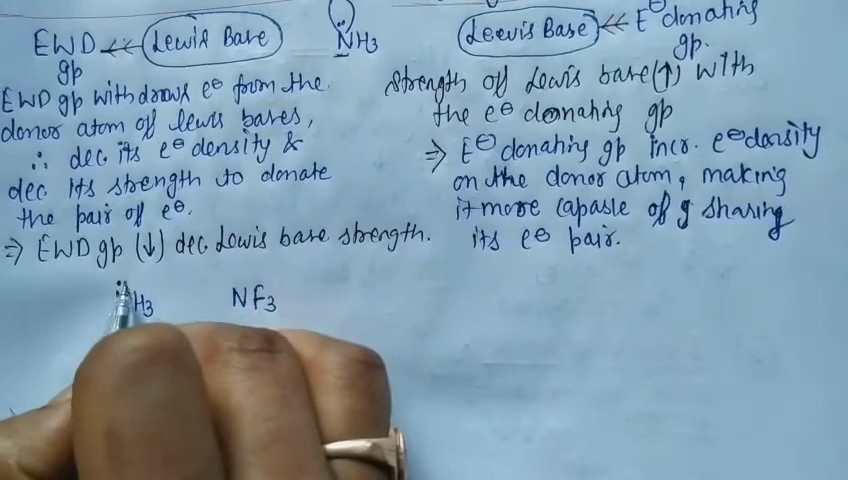 EWD ↞ Lewis Base
gp
N̈H3
EWD gp withdraws e⊖ from the
donor atom of lewis bases,
∴ dec. its e⊖ density &
dec its strength to donate
the pair of e⊖.
⇒ EWD gp (↓) dec Lewis base strength.
H3
NF3
Lewis Base ↞ E⊖ donating
gp.
Strength of Lewis base (↑) with
the e⊖ donating gp
⇒ E⊖ donating gp incr. e⊖ density
on the donor atom, making
it more capable of g sharing
its e⊖ pair.